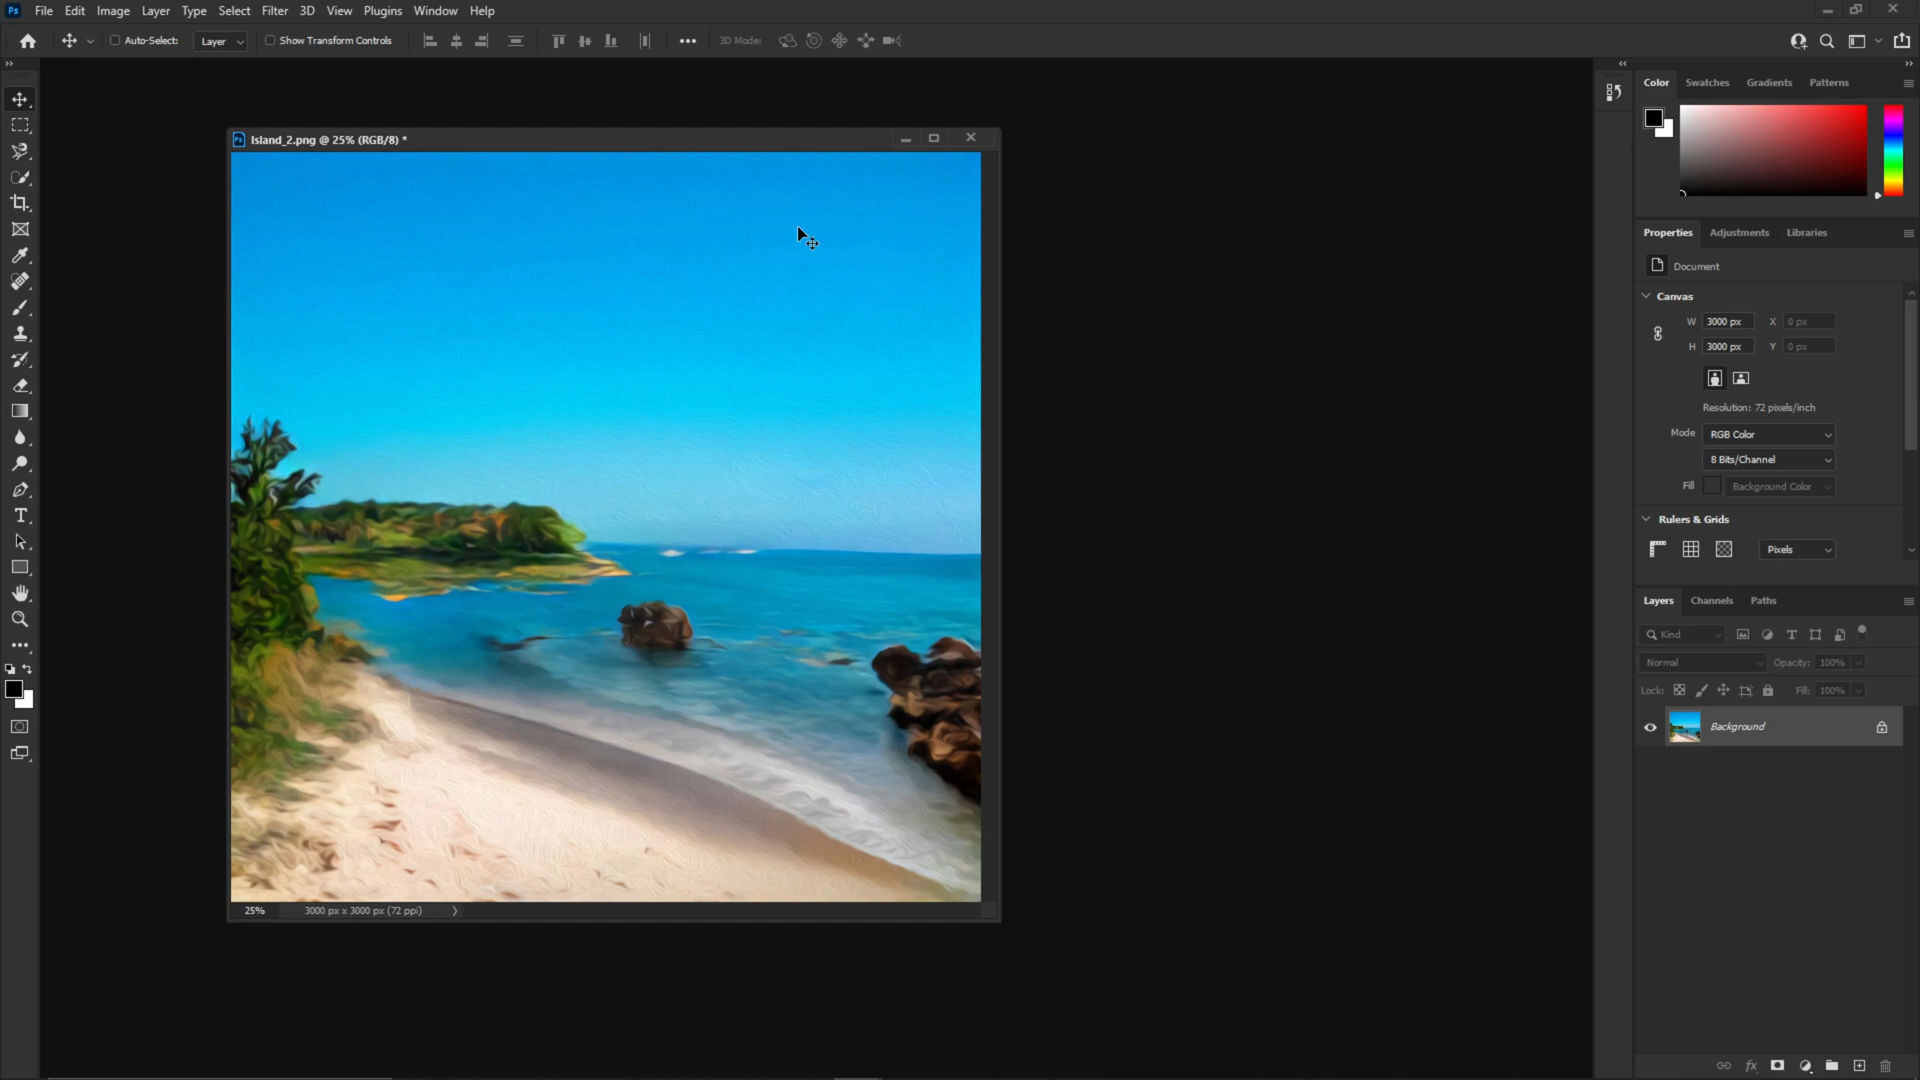 Ps File Edit Image Layer Type Select Filter 3D View Plugins Window Help
Auto-Select: Layer Show Transform Controls 3D Mode:
Ps Island_2.png @ 25% (RGB/8) *
25% 3000 px x 3000 px (72 ppi)
Color Swatches Gradients Patterns
Properties Adjustments Libraries
Document
Canvas
W 3000 px X 0 px
H 3000 px Y 0 px
Resolution: 72 pixels/inch
Mode RGB Color
8 Bits/Channel
Fill Background Color
Rulers & Grids
Pixels
Layers Channels Paths
Kind
Normal Opacity: 100%
Lock: Fill: 100%
Background
fx